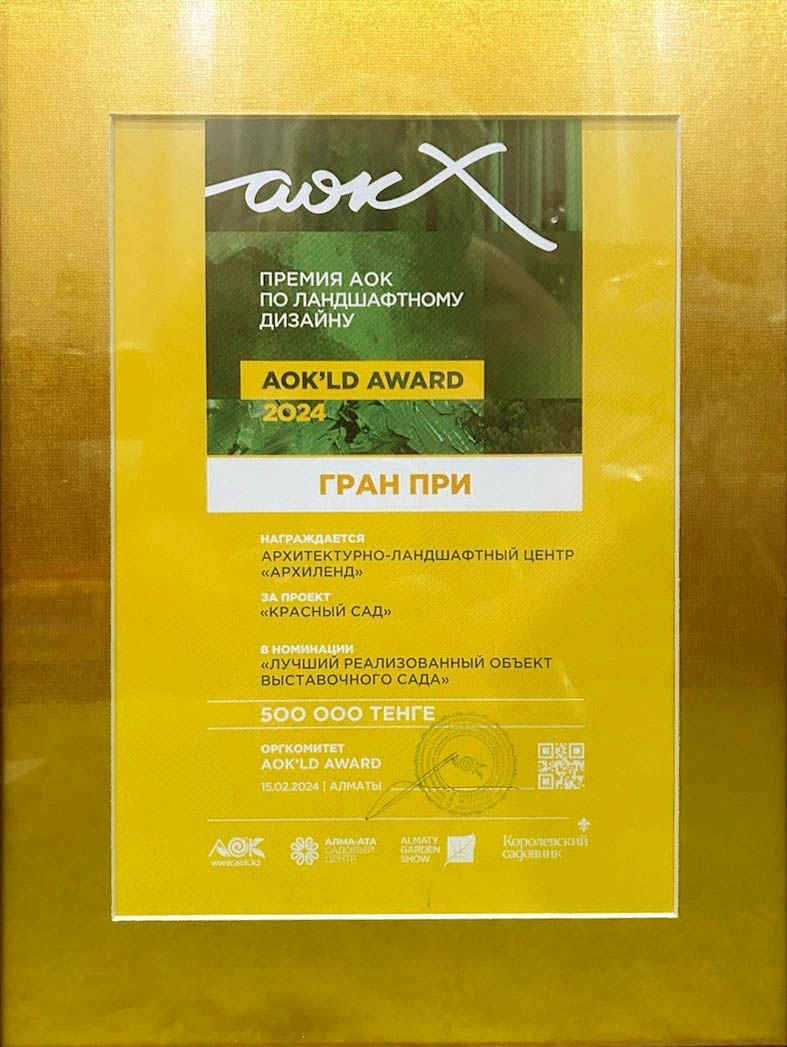 аокX
ПРЕМИЯ АОК
ПО ЛАНДШАФТНОМУ
ДИЗАЙНУ
AOK'LD AWARD
2024
ГРАН ПРИ
НАГРАЖДАЕТСЯ
АРХИТЕКТУРНО-ЛАНДШАФТНЫЙ ЦЕНТР
«АРХИЛЕНД»
ЗА ПРОЕКТ
«КРАСНЫЙ САД»
В НОМИНАЦИИ
«ЛУЧШИЙ РЕАЛИЗОВАННЫЙ ОБЪЕКТ
ВЫСТАВОЧНОГО САДА»
500 000 ТЕНГЕ
ОРГКОМИТЕТ
AOK'LD AWARD
15.02.2024 | АЛМАТЫ
АОК
АОК
www.aok.kz
АЛМА-АТА
САДОВЫЙ
ЦЕНТР
ALMATY
GARDEN
SHOW
Королевский
садовник